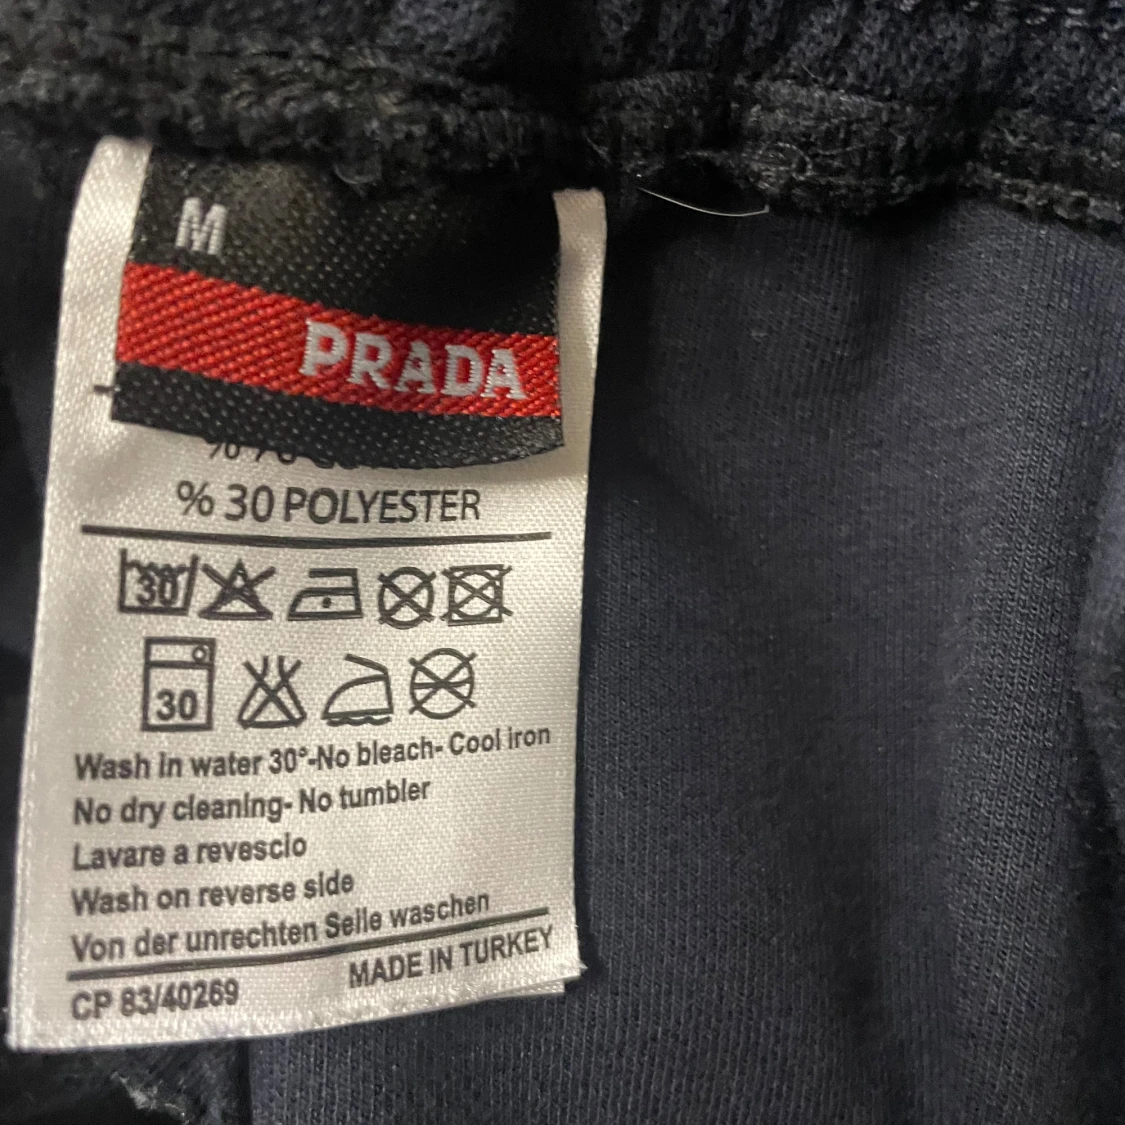 M
PRADA
% 70
% 30 POLYESTER
30
30
Wash in water 30°-No bleach- Cool iron
No dry cleaning- No tumbler
Lavare a revescio
Wash on reverse side
Von der unrechten Seile waschen
MADE IN TURKEY
CP 83/40269